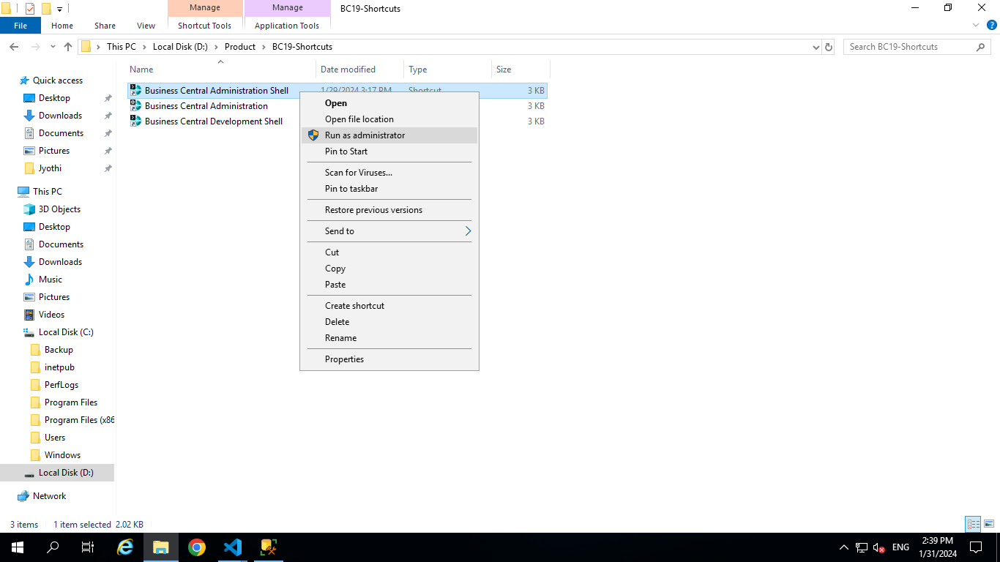 Manage Manage BC19-Shortcuts
File Home Share View Shortcut Tools Application Tools
This PC Local Disk (D:) Product BC19-Shortcuts Search BC19-Shortcuts
Name Date modified Type Size
Quick access
Desktop
Downloads
Documents
Pictures
Jyothi
This PC
3D Objects
Desktop
Documents
Downloads
Music
Pictures
Videos
Local Disk (C:)
Backup
inetpub
PerfLogs
Program Files
Program Files (x86
Users
Windows
Local Disk (D:)
Network
Business Central Administration Shell 1/29/2024 3:17 PM Shortcut 3 KB
Business Central Administration 3 KB
Business Central Development Shell 3 KB
Open
Open file location
Run as administrator
Pin to Start
Scan for Viruses...
Pin to taskbar
Restore previous versions
Send to
Cut
Copy
Paste
Create shortcut
Delete
Rename
Properties
3 items 1 item selected 2.02 KB
ENG
2:39 PM
1/31/2024